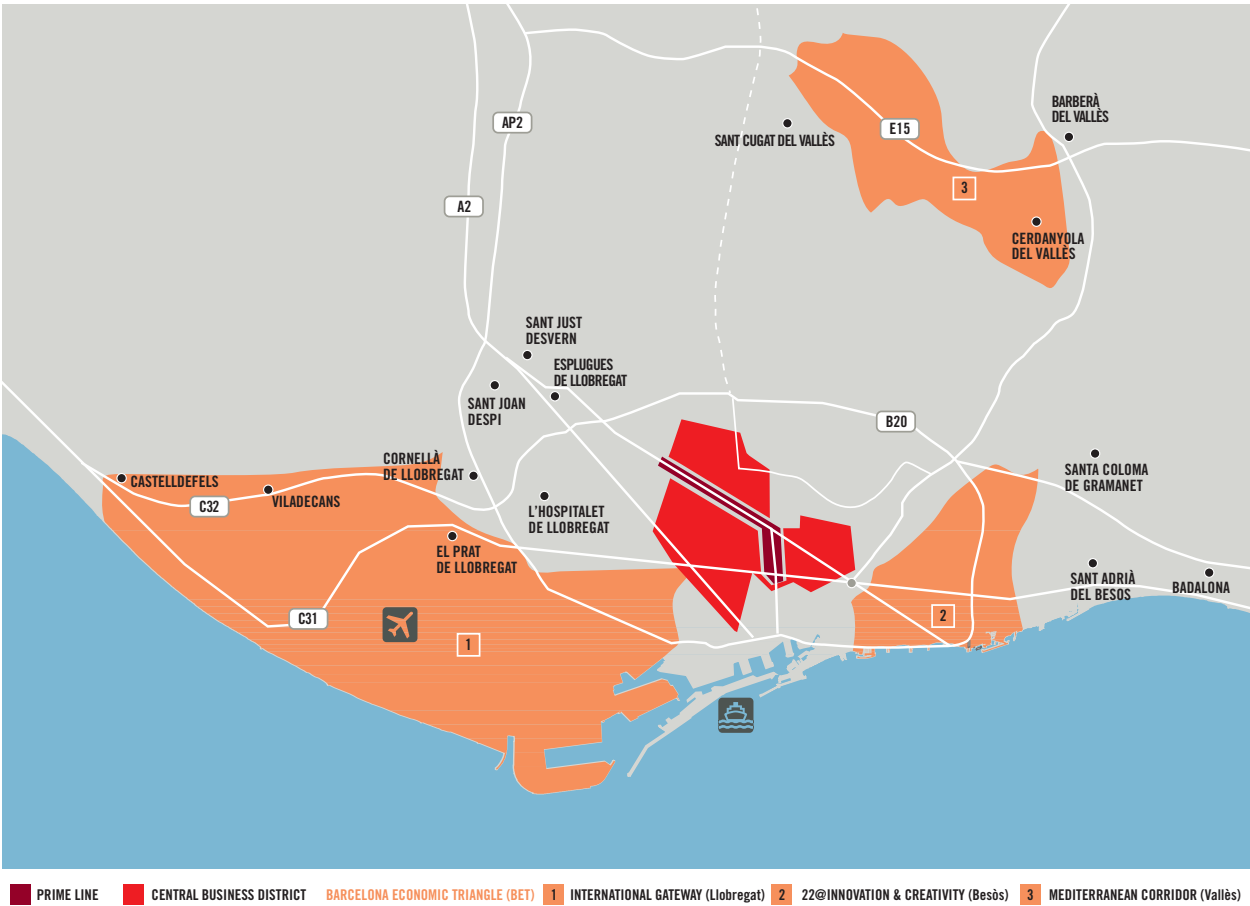 AP2
E15
BARBERÀ
DEL VALLÈS
SANT CUGAT DEL VALLÈS
3
A2
CERDANYOLA
DEL VALLÈS
SANT JUST
DESVERN
ESPLUGUES
DE LLOBREGAT
SANT JOAN
DESPI
B20
CORNELLÀ
DE LLOBREGAT
SANTA COLOMA
DE GRAMANET
CASTELLDEFELS
VILADECANS
C32
L'HOSPITALET
DE LLOBREGAT
EL PRAT
DE LLOBREGAT
SANT ADRIÀ
DEL BESOS
BADALONA
C31
1
2
PRIME LINE
CENTRAL BUSINESS DISTRICT
BARCELONA ECONOMIC TRIANGLE (BET)
1 INTERNATIONAL GATEWAY (Llobregat)
2 22@INNOVATION & CREATIVITY (Besòs)
3 MEDITERRANEAN CORRIDOR (Vallès)